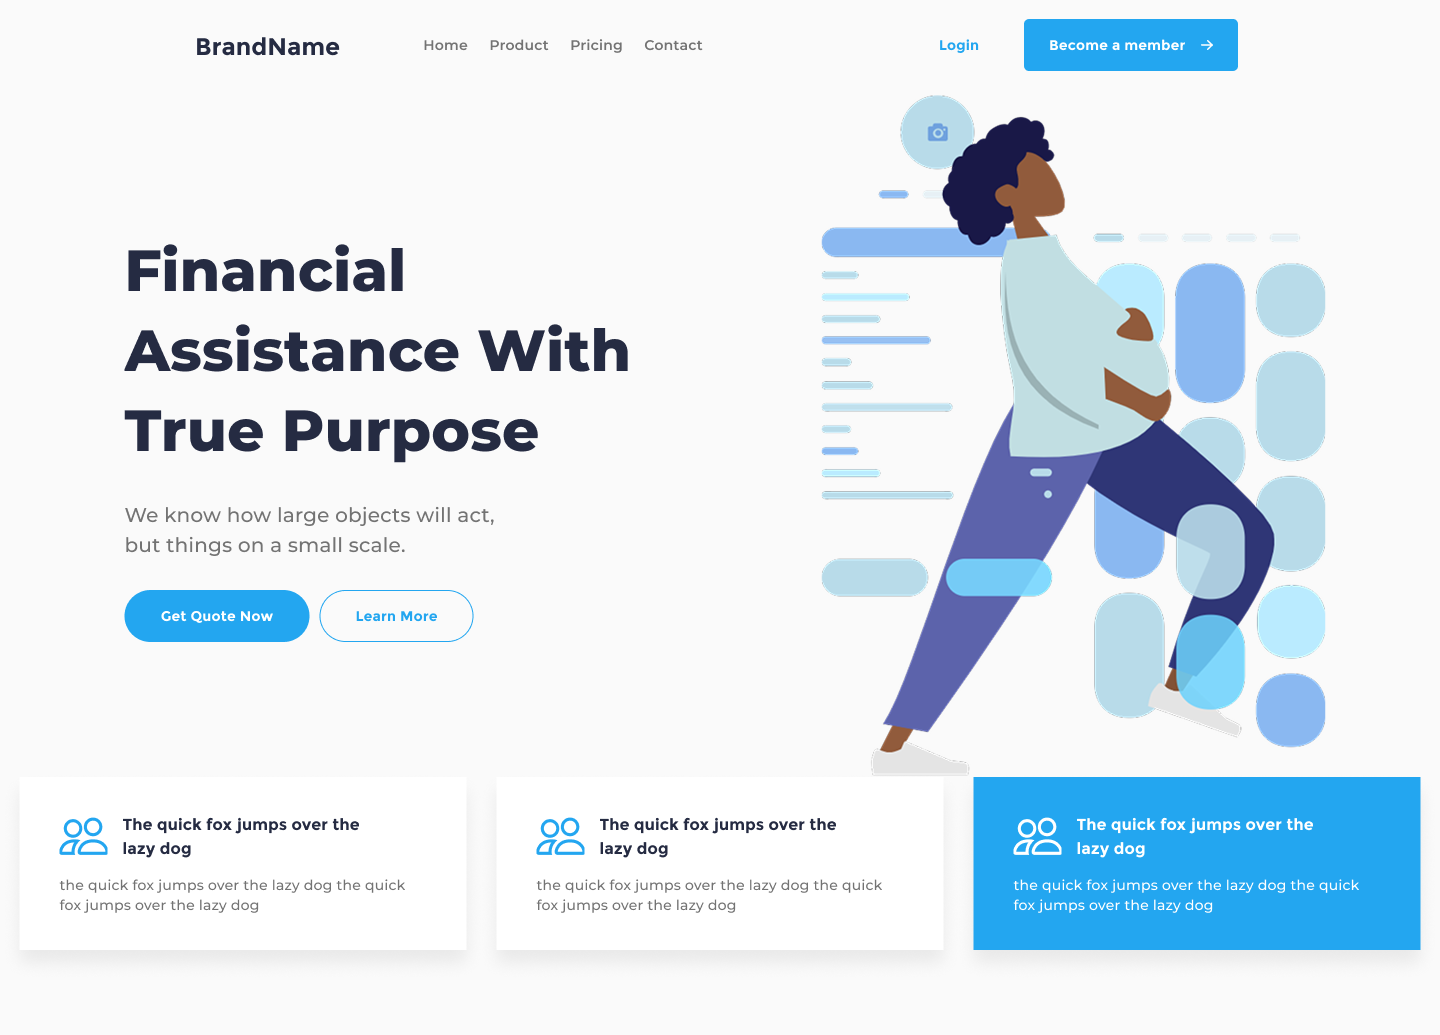 BrandName
Home
Product
Pricing
Contact
Login
Become a member
Financial
Assistance With
True Purpose
We know how large objects will act,
but things on a small scale.
Get Quote Now
Learn More
The quick fox jumps over the
lazy dog
the quick fox jumps over the lazy dog the quick
fox jumps over the lazy dog
The quick fox jumps over the
lazy dog
the quick fox jumps over the lazy dog the quick
fox jumps over the lazy dog
The quick fox jumps over the
lazy dog
the quick fox jumps over the lazy dog the quick
fox jumps over the lazy dog